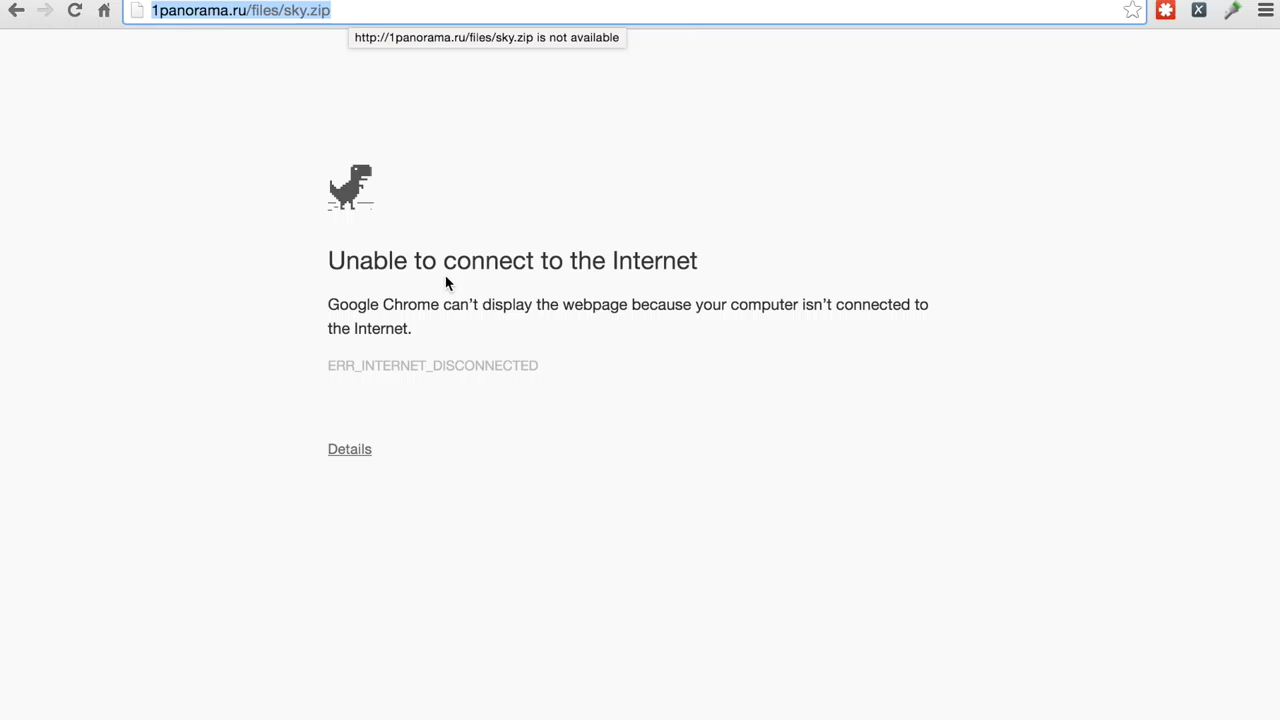 1panorama.ru/files/sky.zip
http://1panorama.ru/files/sky.zip is not available
Unable to connect to the Internet
Google Chrome can’t display the webpage because your computer isn’t connected to
the Internet.
ERR_INTERNET_DISCONNECTED
Details